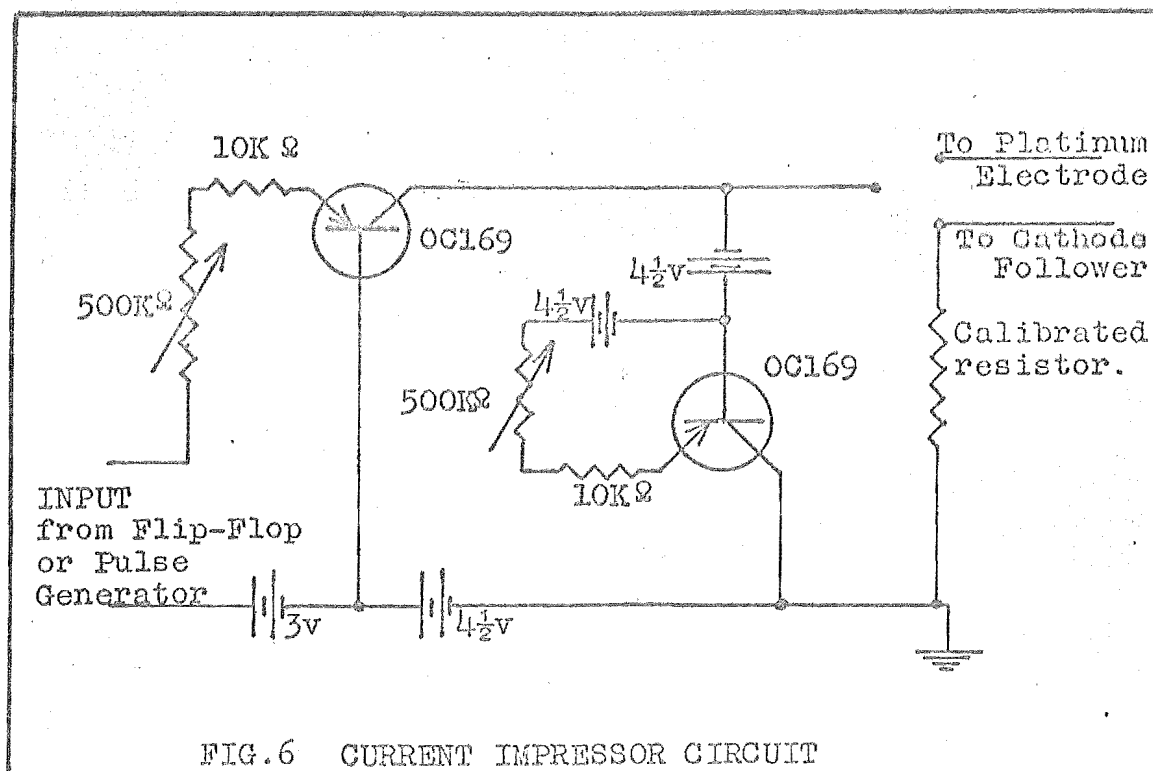 10K Ω
To Platinum
Electrode
OC169
To Cathode
Follower
4½v
500KΩ
4½v
Calibrated
resistor.
OC169
500KΩ
10KΩ
INPUT
from Flip-Flop
or Pulse
Generator
3v
4½v
FIG.6 CURRENT IMPRESSOR CIRCUIT